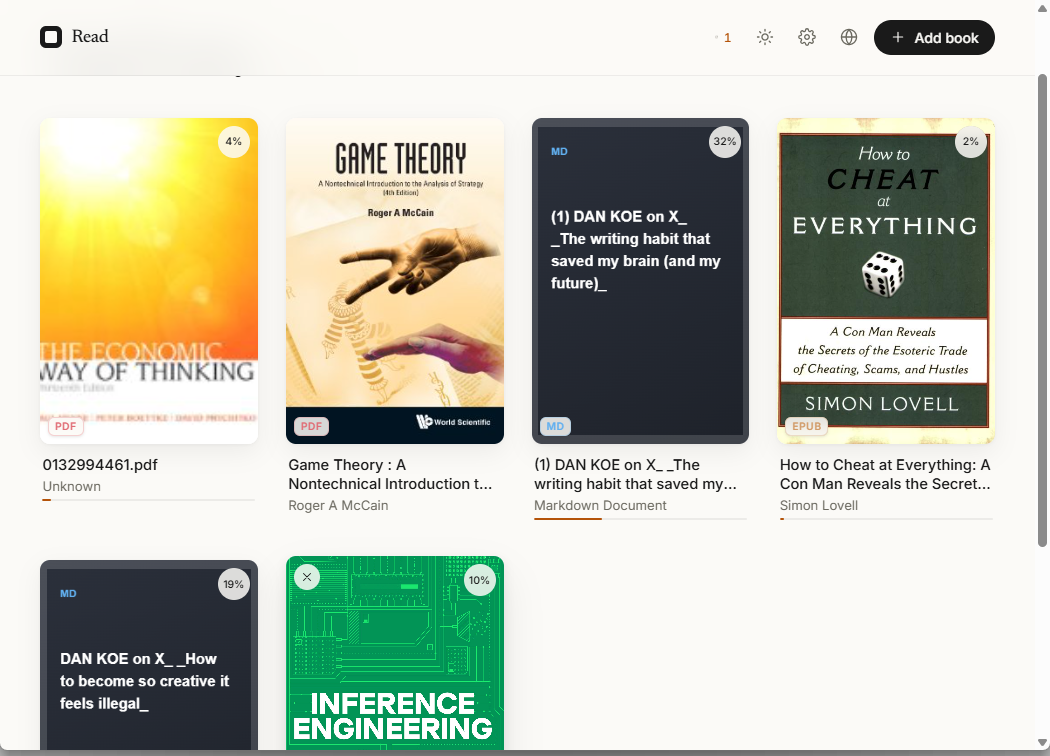 Read
1
Add book
4%
THE ECONOMIC
WAY OF THINKING
PDF
0132994461.pdf
Unknown
GAME THEORY
A Nontechnical Introduction to the Analysis of Strategy
(4th Edition)
Roger A McCain
World Scientific
PDF
Game Theory : A
Nontechnical Introduction t...
Roger A McCain
32%
MD
(1) DAN KOE on X_
_The writing habit that
saved my brain (and my
future)_
MD
(1) DAN KOE on X_ _The
writing habit that saved my...
Markdown Document
2%
How to
CHEAT
at
EVERYTHING
A Con Man Reveals
the Secrets of the Esoteric Trade
of Cheating, Scams, and Hustles
SIMON LOVELL
EPUB
How to Cheat at Everything: A
Con Man Reveals the Secret...
Simon Lovell
19%
MD
DAN KOE on X_ _How
to become so creative it
feels illegal_
10%
INFERENCE
ENGINEERING